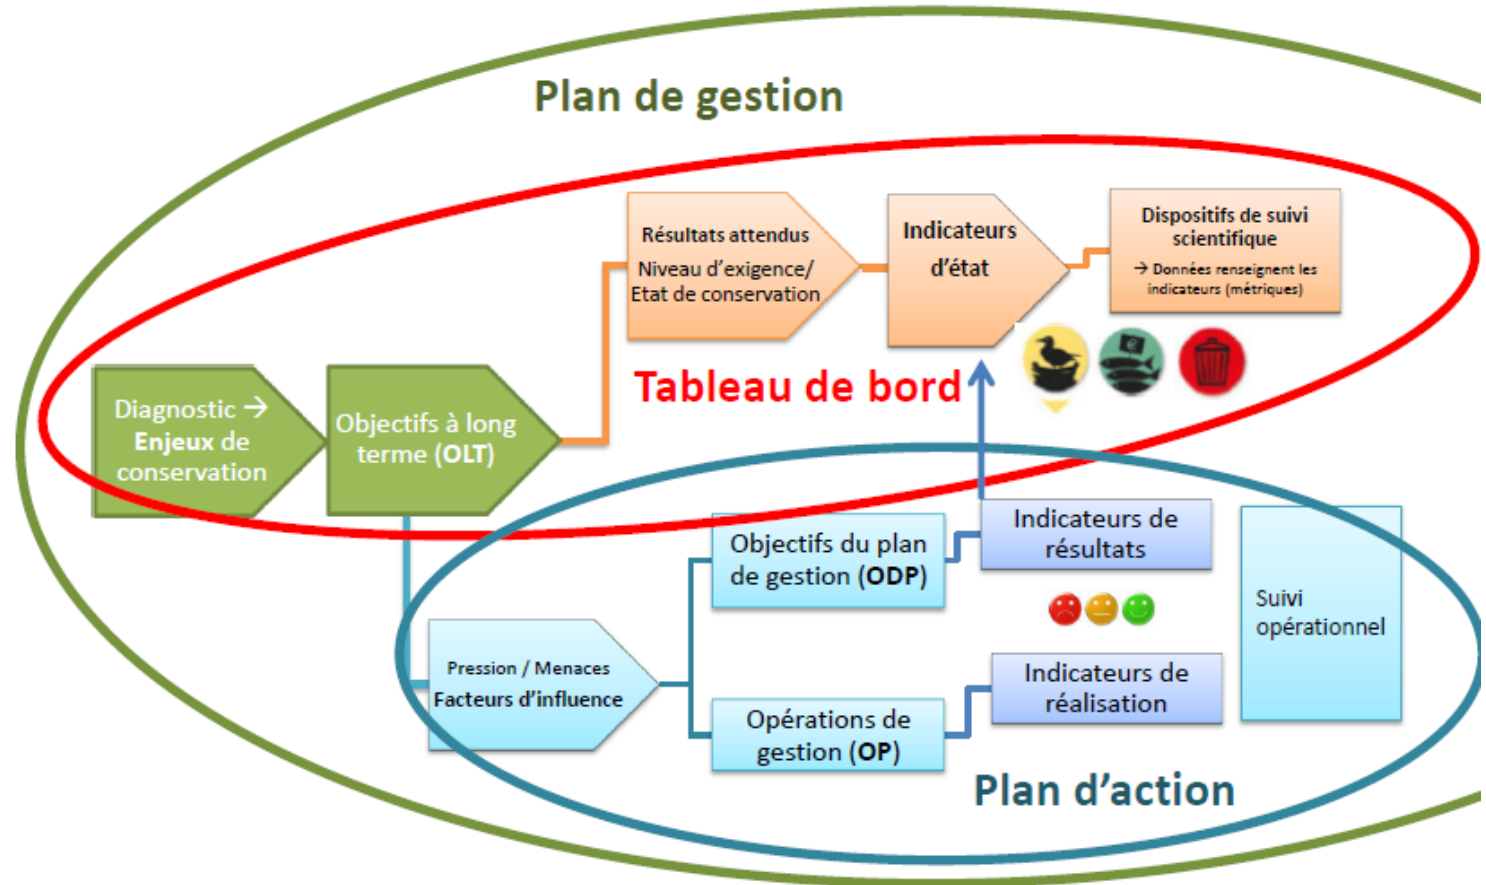 Plan de gestion
Résultats attendus
Niveau d'exigence/
Etat de conservation
Indicateurs
d'état
Dispositifs de suivi
scientifique
→ Données renseignent les
indicateurs (métriques)
Tableau de bord
Diagnostic →
Enjeux de
conservation
Objectifs à long
terme (OLT)
Objectifs du plan
de gestion (ODP)
Indicateurs de
résultats
Suivi
opérationnel
Pression / Menaces
Facteurs d'influence
Opérations de
gestion (OP)
Indicateurs de
réalisation
Plan d'action